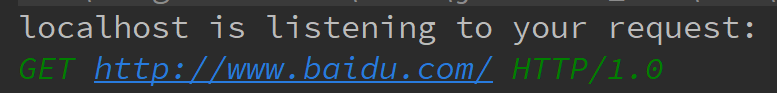 localhost is listening to your request:
GET http://www.baidu.com/ HTTP/1.0